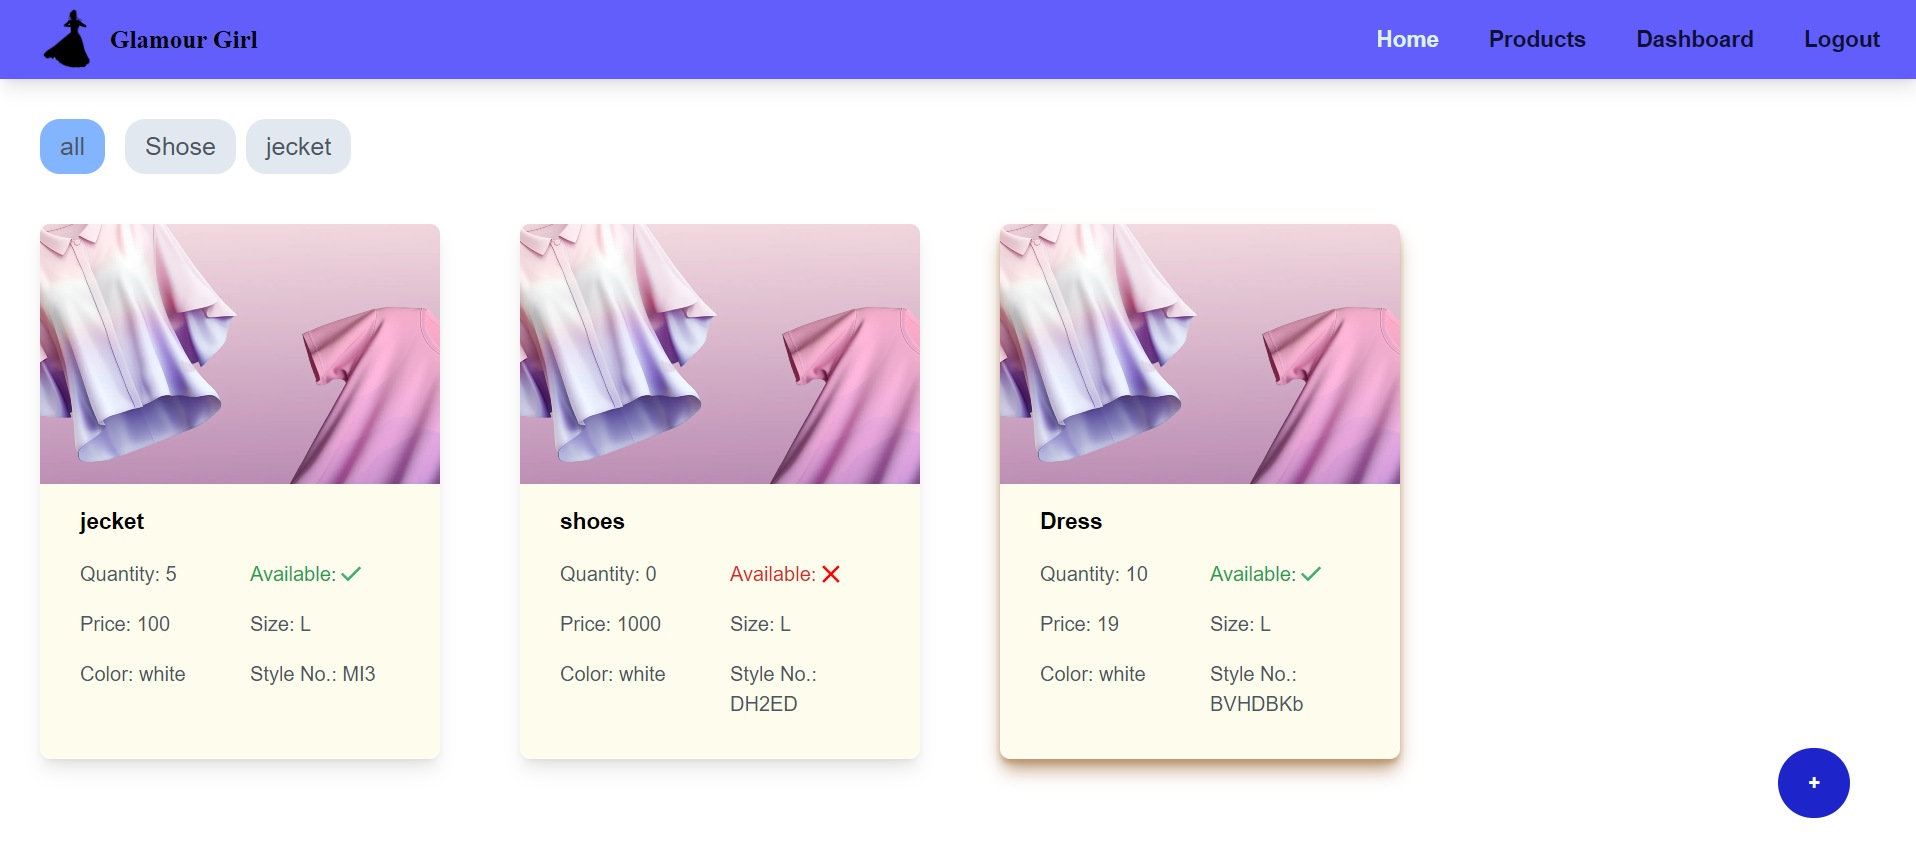 Glamour Girl
Home Products Dashboard Logout
all Shose jecket
jecket
Quantity: 5 Available:
Price: 100 Size: L
Color: white Style No.: MI3
shoes
Quantity: 0 Available:
Price: 1000 Size: L
Color: white Style No.:
DH2ED
Dress
Quantity: 10 Available:
Price: 19 Size: L
Color: white Style No.:
BVHDBKb
+